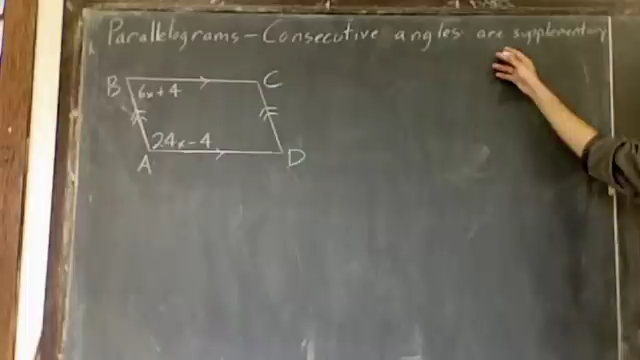 Parallelograms - Consecutive angles are supplementary
B
C
6x+4
24x-4
A
D